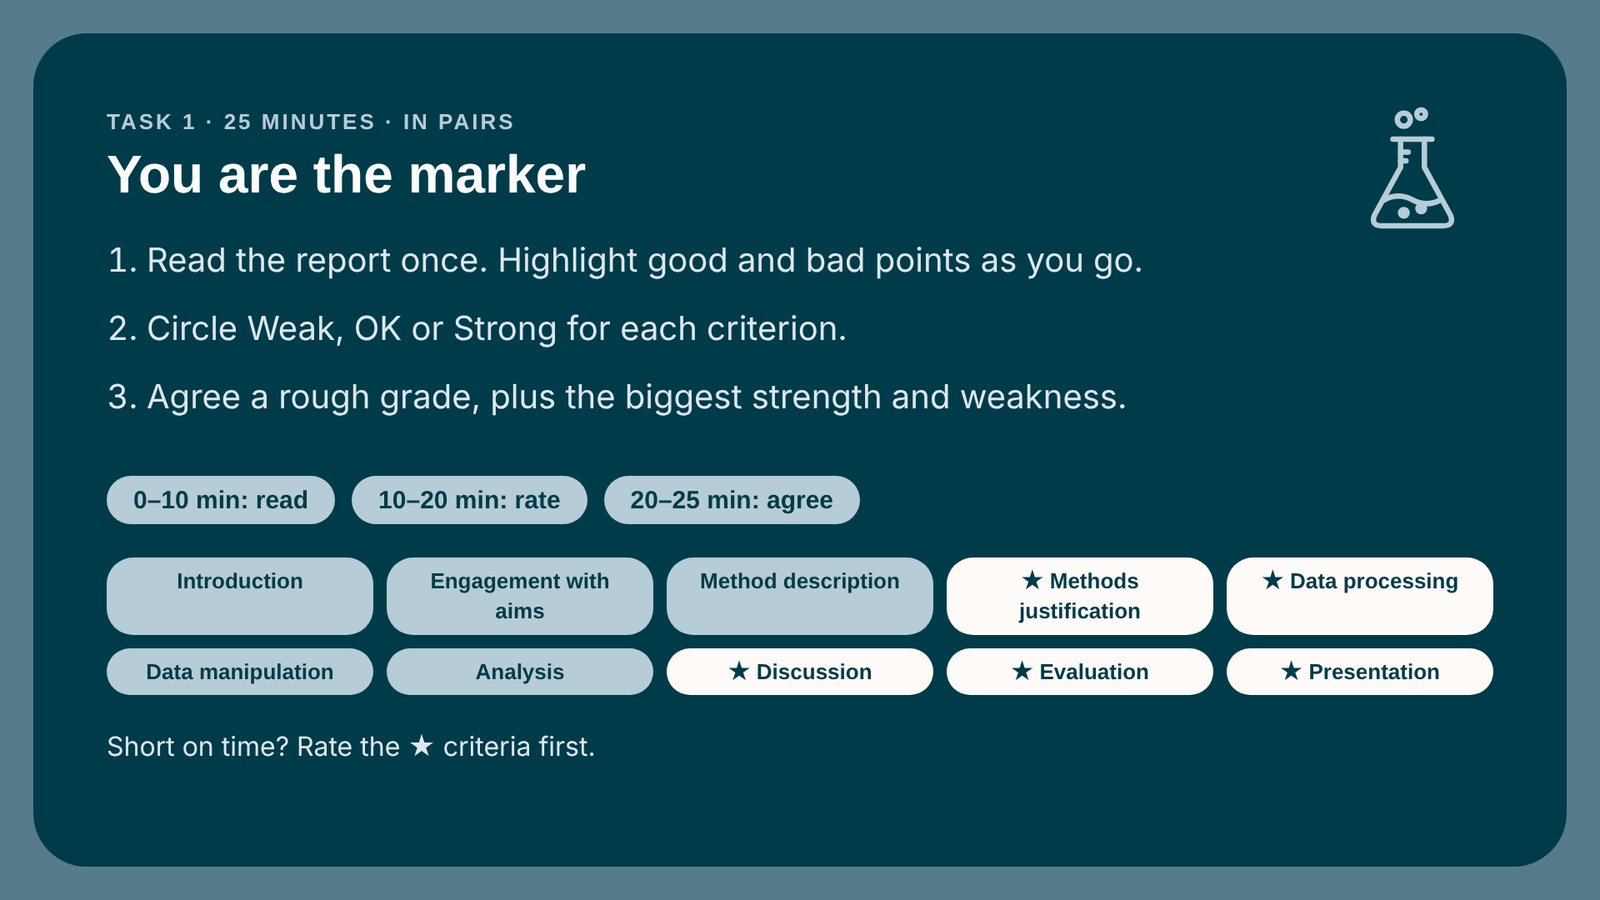 TASK 1 · 25 MINUTES · IN PAIRS
You are the marker
1. Read the report once. Highlight good and bad points as you go.
2. Circle Weak, OK or Strong for each criterion.
3. Agree a rough grade, plus the biggest strength and weakness.
0–10 min: read
10–20 min: rate
20–25 min: agree
Introduction
Engagement with
aims
Method description
★ Methods
justification
★ Data processing
Data manipulation
Analysis
★ Discussion
★ Evaluation
★ Presentation
Short on time? Rate the ★ criteria first.